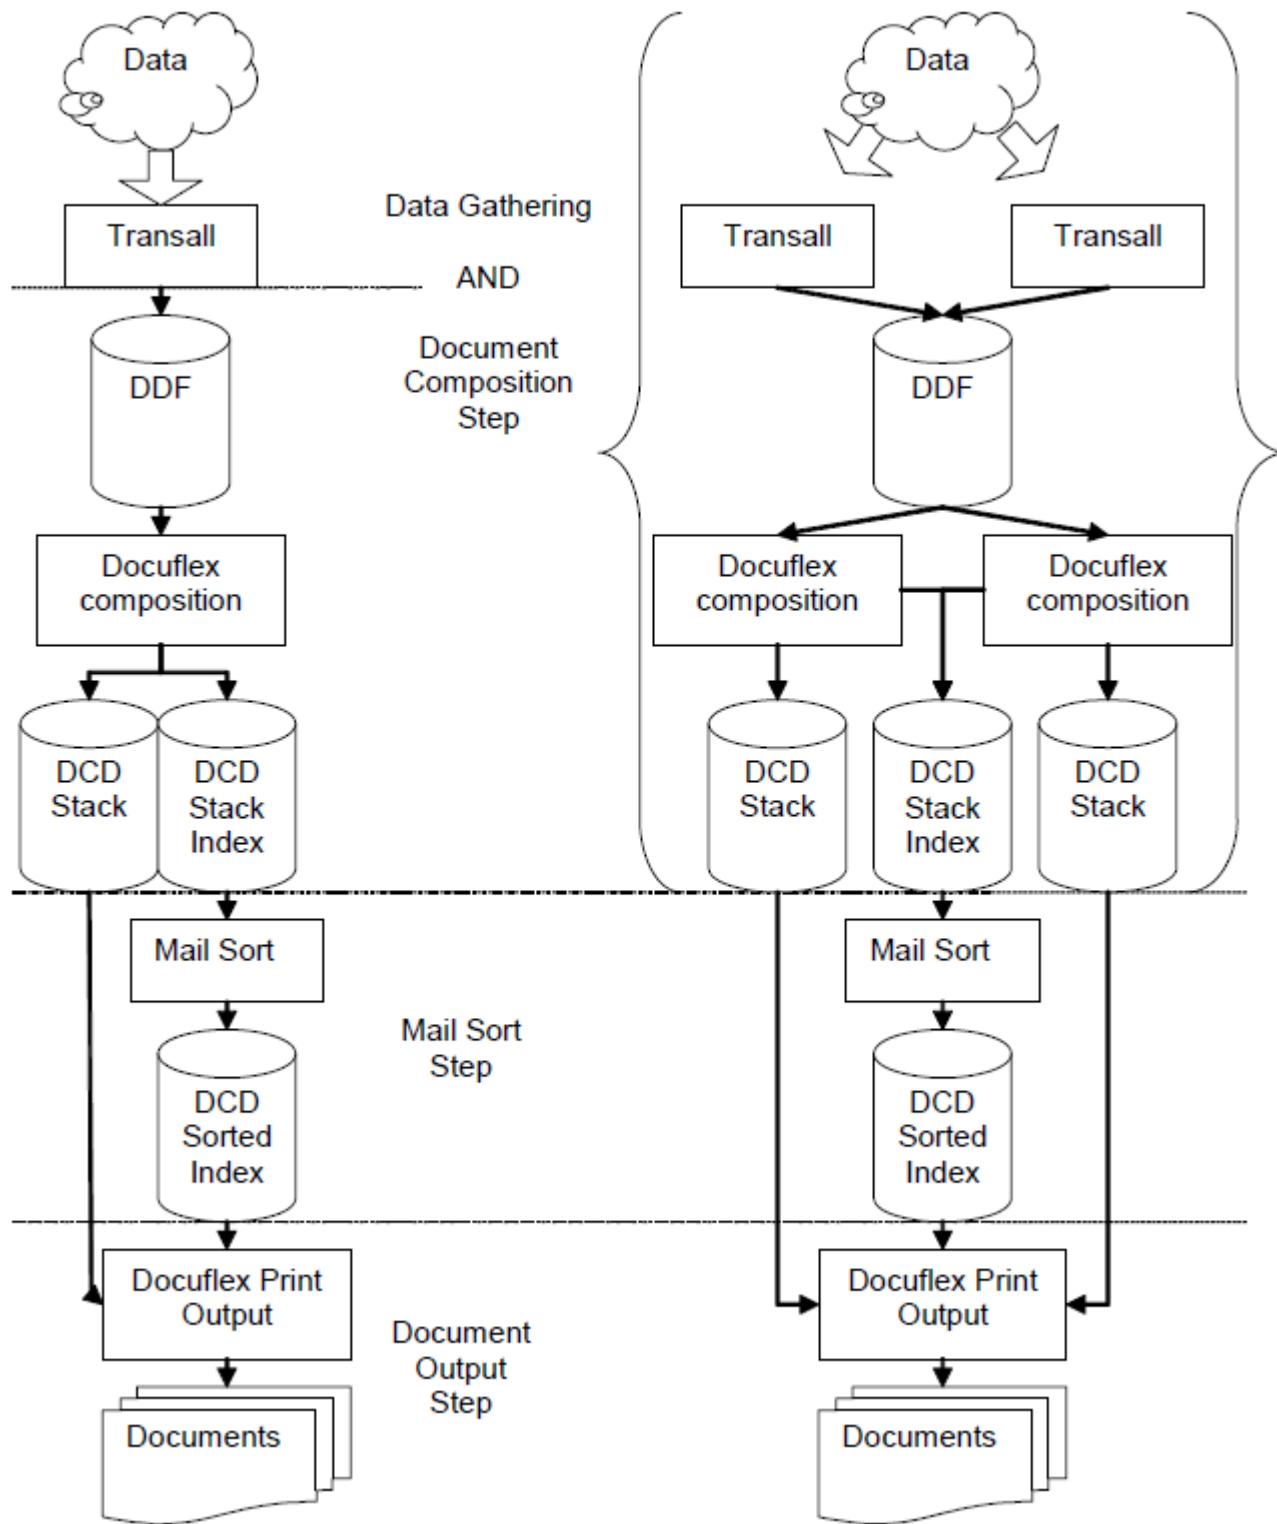 Data
Data
Data Gathering
Transall
Transall
Transall
AND
Document
Composition
Step
DDF
DDF
Docuflex
composition
Docuflex
composition
Docuflex
composition
DCD
Stack
DCD
Stack
Index
DCD
Stack
DCD
Stack
Index
DCD
Stack
Mail Sort
Mail Sort
Mail Sort
Step
DCD
Sorted
Index
DCD
Sorted
Index
Docuflex Print
Output
Docuflex Print
Output
Document
Output
Step
Documents
Documents